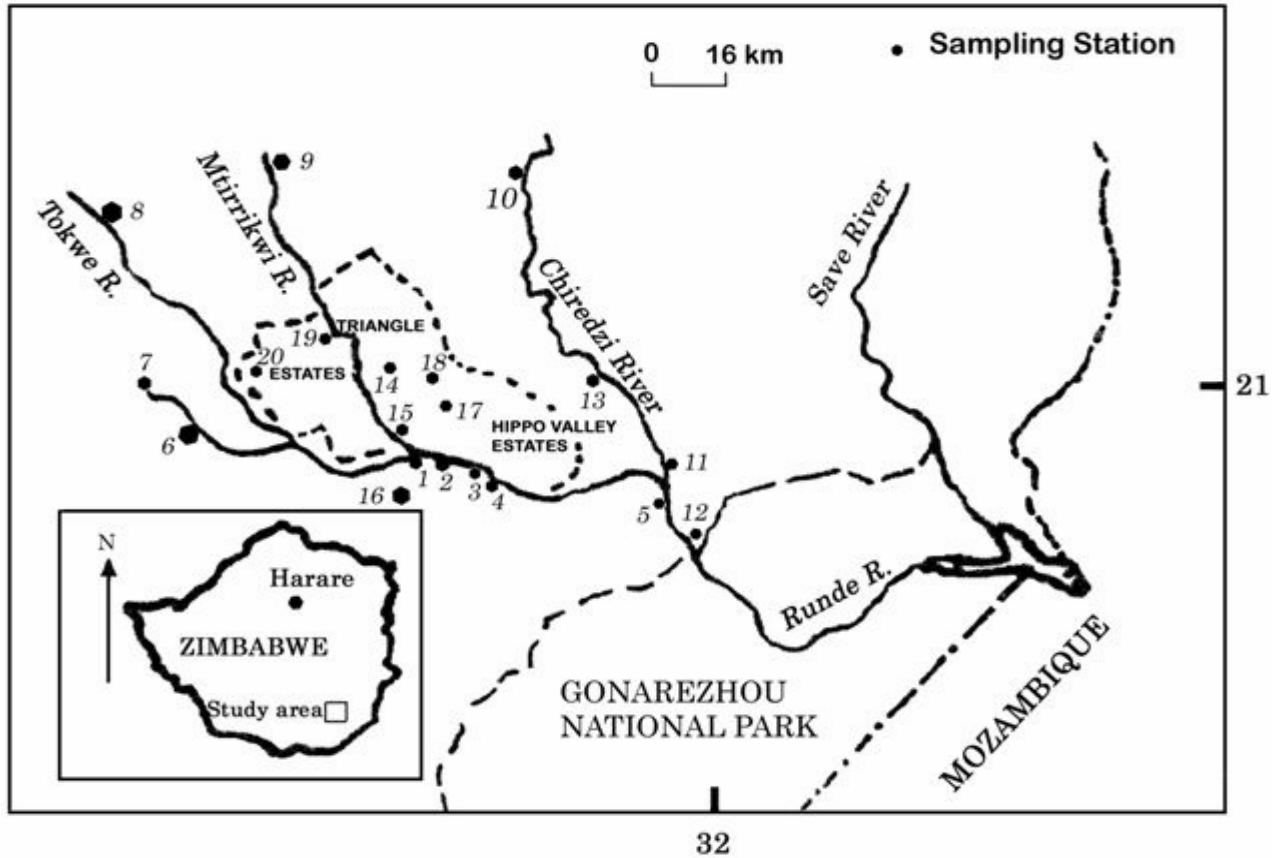 0 16 km
Sampling Station
9
Mtirrikwi R.
10
8
Tokwe R.
Save River
Chiredzi River
TRIANGLE
19
20
ESTATES
7
14
18
13
21
17
15
HIPPO VALLEY
ESTATES
6
1
2
3
4
11
16
5
12
N
Harare
ZIMBABWE
Study area
Runde R.
GONAREZHOU
NATIONAL PARK
MOZAMBIQUE
32